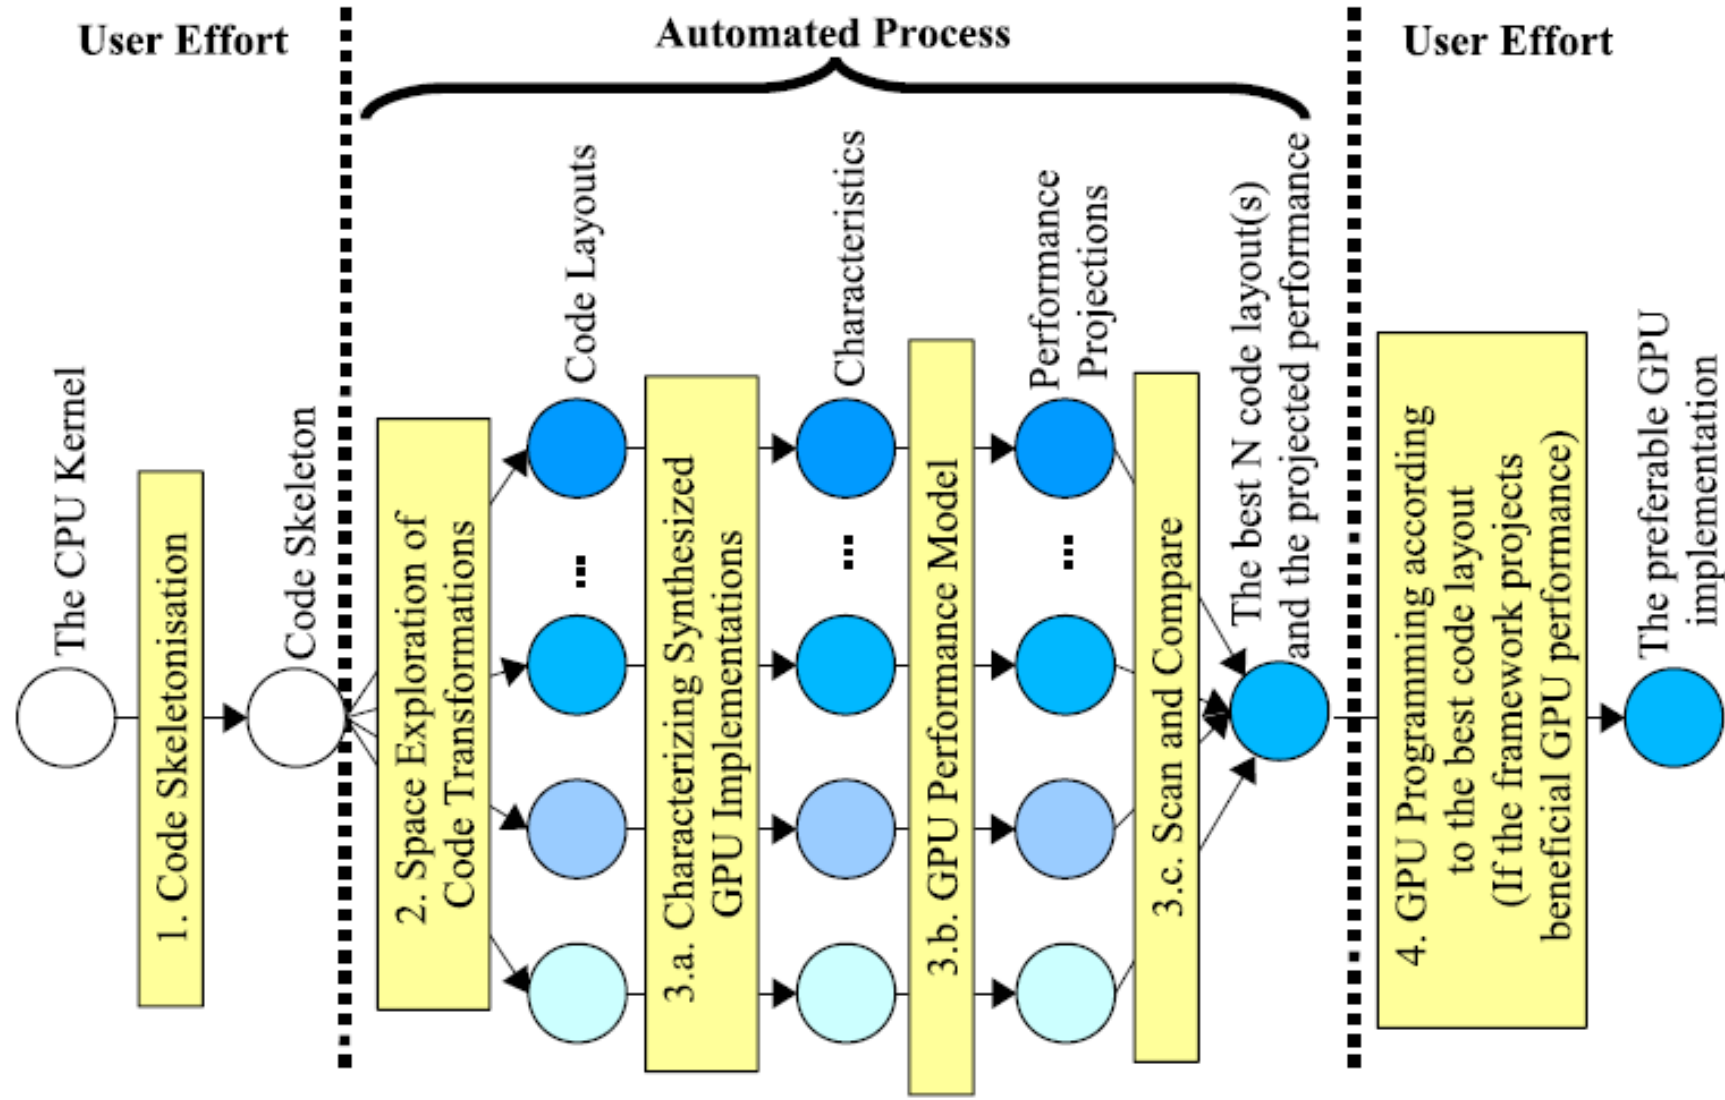 User Effort
Automated Process
User Effort
The CPU Kernel
1. Code Skeletonisation
Code Skeleton
2. Space Exploration of
Code Transformations
Code Layouts
...
3.a. Characterizing Synthesized
GPU Implementations
Characteristics
...
3.b. GPU Performance Model
Performance
Projections
...
3.c. Scan and Compare
The best N code layout(s)
and the projected performance
4. GPU Programming according
to the best code layout
(If the framework projects
beneficial GPU performance)
The preferable GPU
implementation